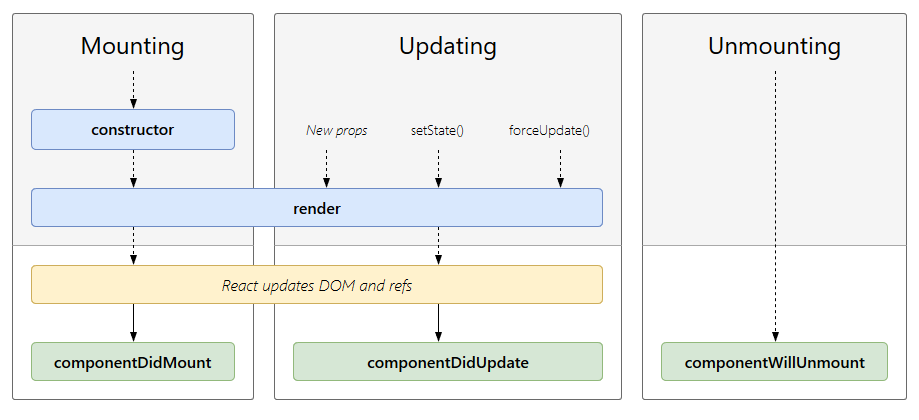 Mounting
Updating
Unmounting
constructor
New props
setState()
forceUpdate()
render
React updates DOM and refs
componentDidMount
componentDidUpdate
componentWillUnmount